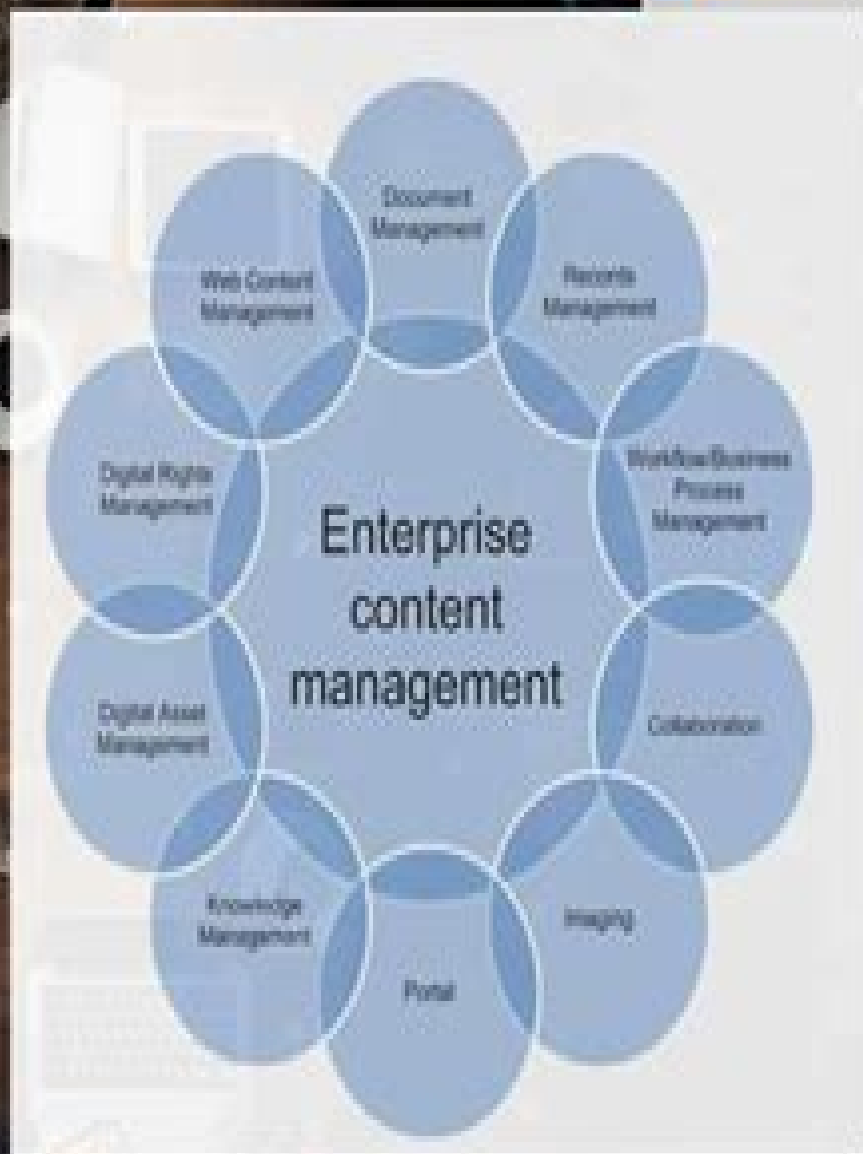 Document
Management
Records
Management
Workflow/Business
Process
Management
Collaboration
Imaging
Portal
Knowledge
Management
Digital Asset
Management
Digital Rights
Management
Web Content
Management
Enterprise
content
management